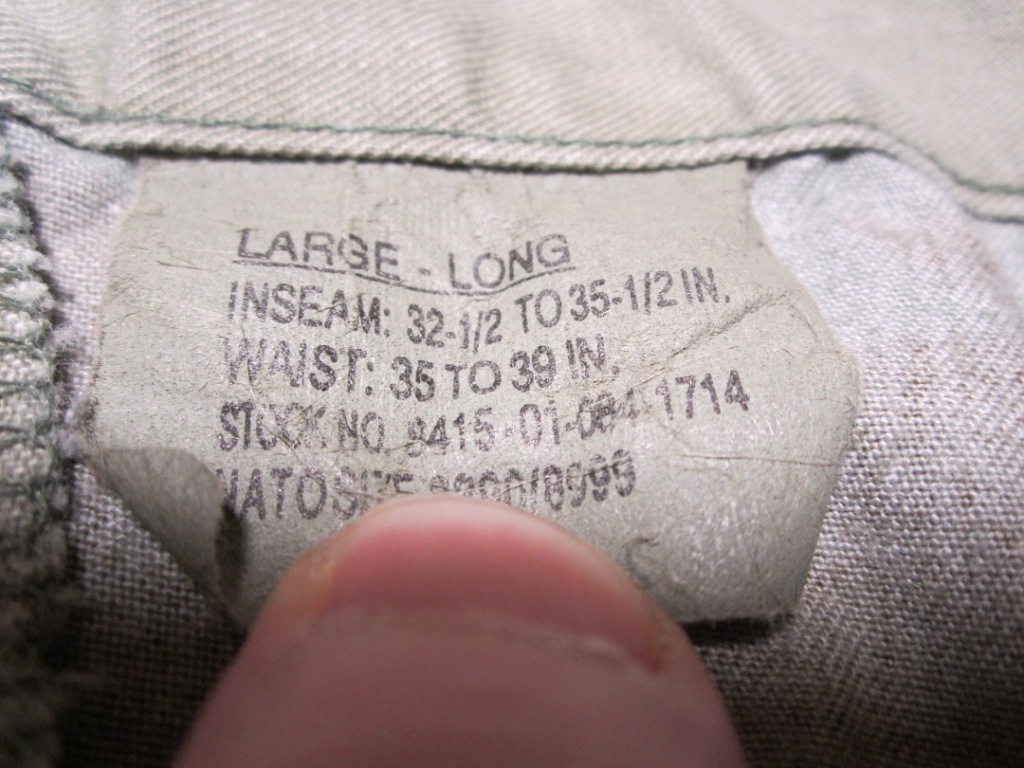 LARGE - LONG
INSEAM: 32-1/2 TO 35-1/2 IN.
WAIST: 35 TO 39 IN.
STOCK NO. 8415-01-084-1714
NATO SIZE